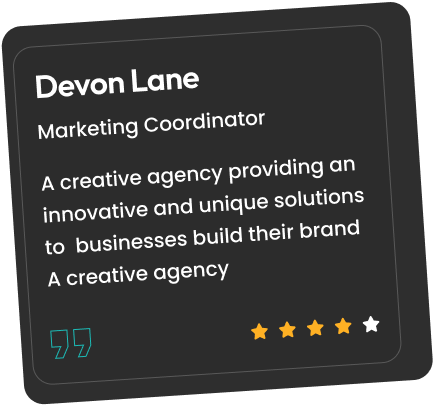 Devon Lane
Marketing Coordinator
A creative agency providing an
innovative and unique solutions
to  businesses build their brand
A creative agency